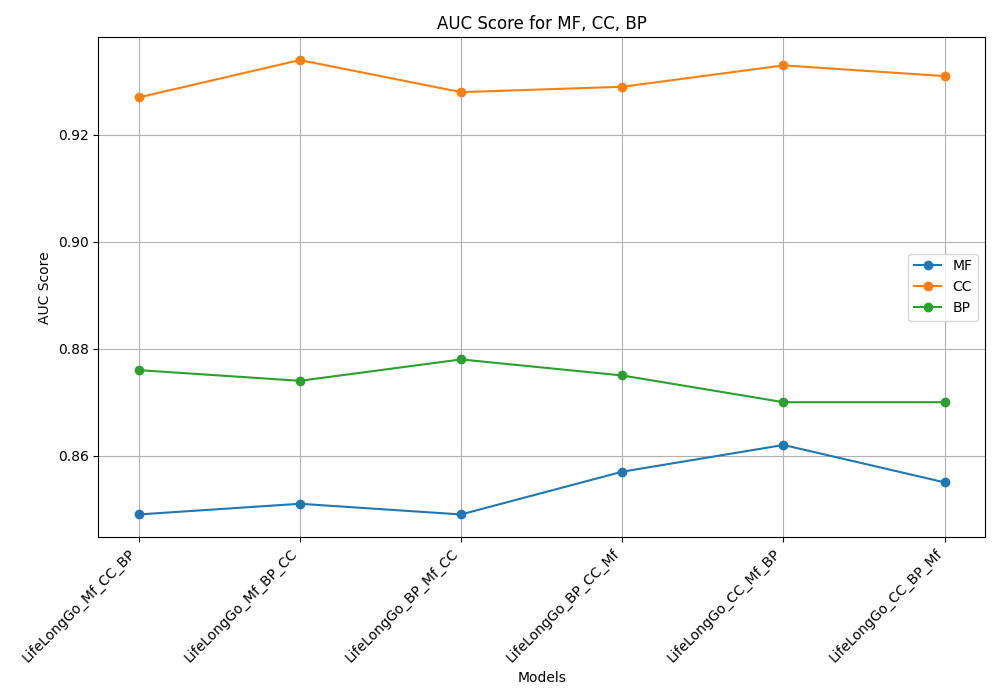 AUC Score for MF, CC, BP
AUC Score
0.92
0.90
0.88
0.86
MF
CC
BP
LifeLongGo_Mf_CC_BP
LifeLongGo_Mf_BP_CC
LifeLongGo_BP_Mf_CC
LifeLongGo_BP_CC_Mf
LifeLongGo_CC_Mf_BP
LifeLongGo_CC_BP_Mf
Models